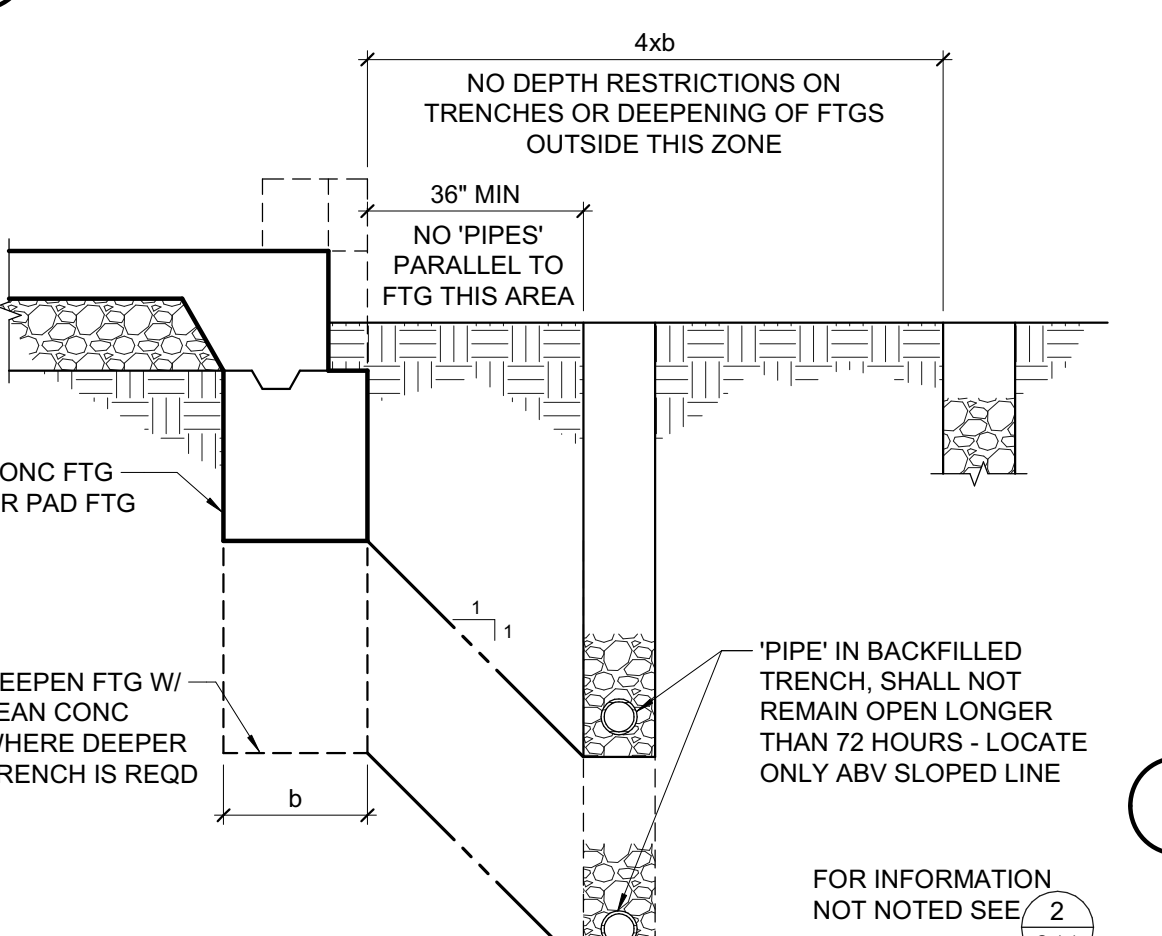 4xb
NO DEPTH RESTRICTIONS ON
TRENCHES OR DEEPENING OF FTGS
OUTSIDE THIS ZONE
36" MIN
NO 'PIPES'
PARALLEL TO
FTG THIS AREA
ONC FTG
R PAD FTG
1
1
'PIPE' IN BACKFILLED
TRENCH, SHALL NOT
REMAIN OPEN LONGER
THAN 72 HOURS - LOCATE
ONLY ABV SLOPED LINE
EEPEN FTG W/
EAN CONC
WHERE DEEPER
RENCH IS REQD
b
FOR INFORMATION
NOT NOTED SEE
2